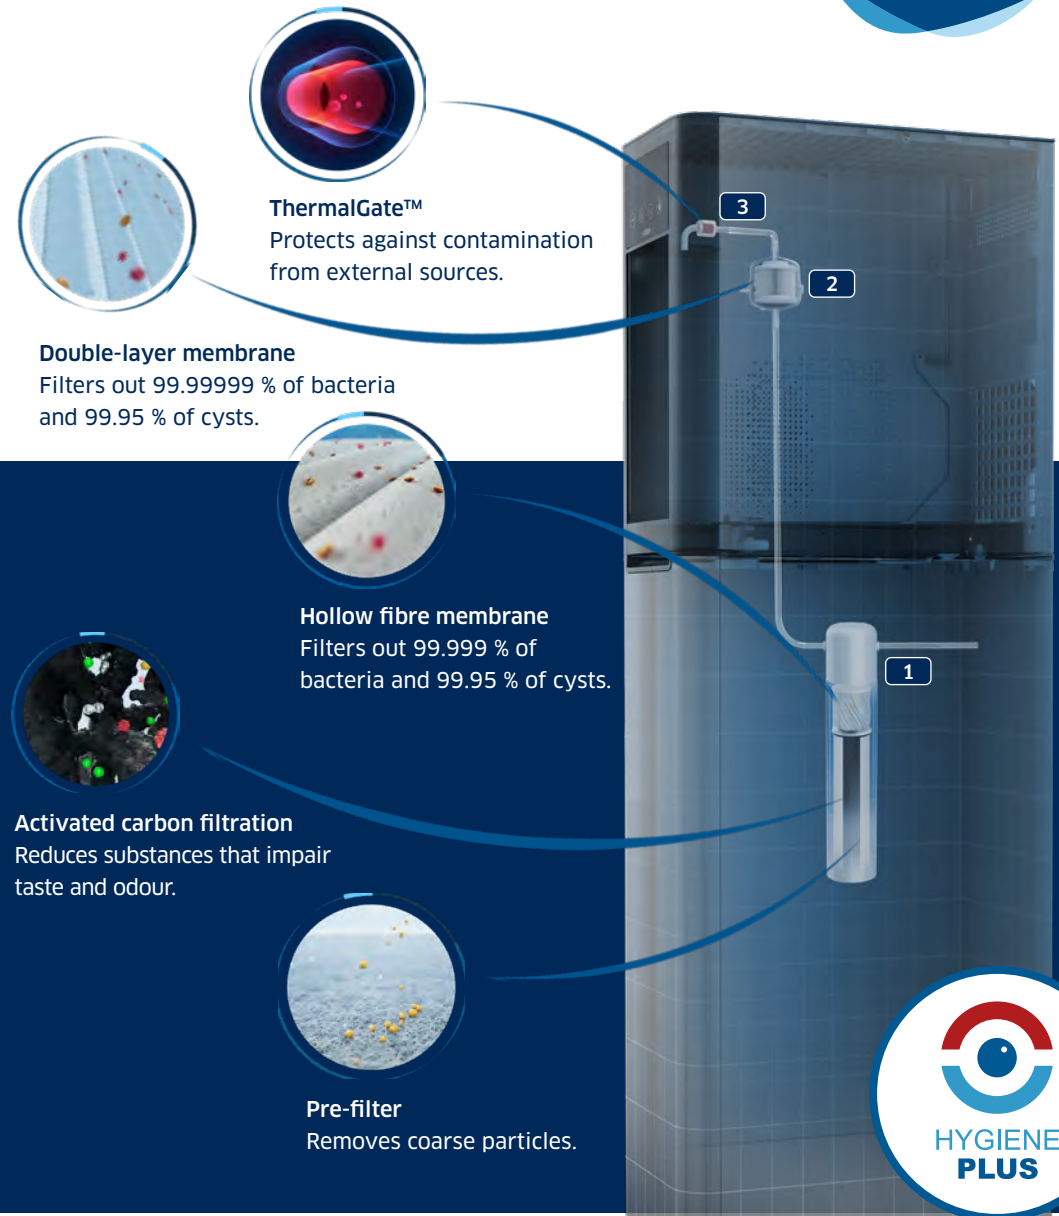 ThermalGate™
Protects against contamination
from external sources.
3
2
Double-layer membrane
Filters out 99.99999 % of bacteria
and 99.95 % of cysts.
Hollow fibre membrane
Filters out 99.999 % of
bacteria and 99.95 % of cysts.
1
Activated carbon filtration
Reduces substances that impair
taste and odour.
Pre-filter
Removes coarse particles.
HYGIENE
PLUS